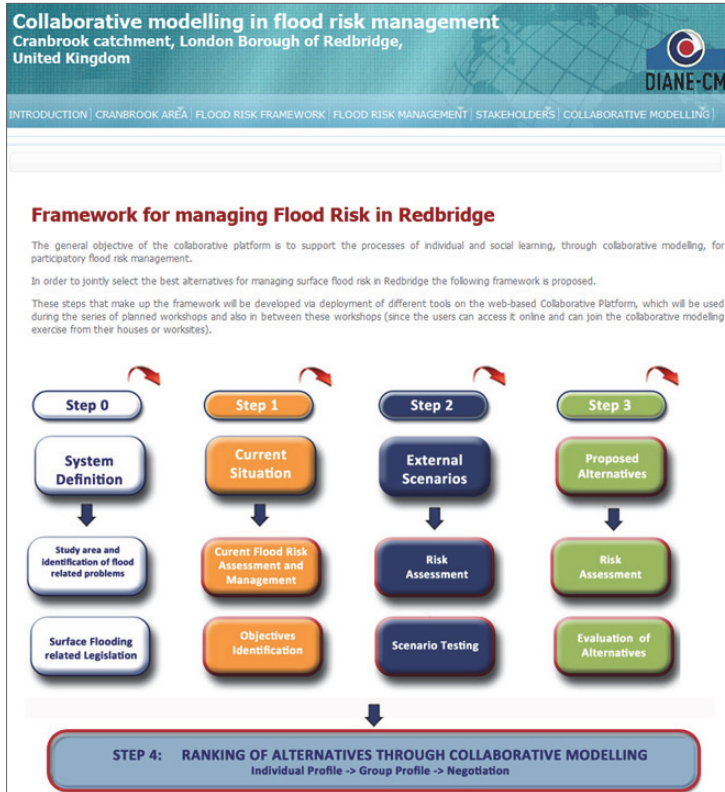 Collaborative modelling in flood risk management
Cranbrook catchment, London Borough of Redbridge,
United Kingdom
DIANE-CM
INTRODUCTION | CRANBROOK AREA | FLOOD RISK FRAMEWORK | FLOOD RISK MANAGEMENT | STAKEHOLDERS | COLLABORATIVE MODELLING |
Framework for managing Flood Risk in Redbridge
The general objective of the collaborative platform is to support the processes of individual and social learning, through collaborative modelling, for
participatory flood risk management.
In order to jointly select the best alternatives for managing surface flood risk in Redbridge the following framework is proposed.
These steps that make up the framework will be developed via deployment of different tools on the web-based Collaborative Platform, which will be used
during the series of planned workshops and also in between these workshops (since the users can access it online and can join the collaborative modelling
exercise from their houses or worksites).
Step 0
System
Definition
Study area and
identification of flood
related problems
Surface Flooding
related Legislation
Step 1
Current
Situation
Curent Flood Risk
Assessment and
Management
Objectives
Identification
Step 2
External
Scenarios
Risk
Assessment
Scenario Testing
Step 3
Proposed
Alternatives
Risk
Assessment
Evaluation of
Alternatives
STEP 4: RANKING OF ALTERNATIVES THROUGH COLLABORATIVE MODELLING
Individual Profile -> Group Profile -> Negotiation